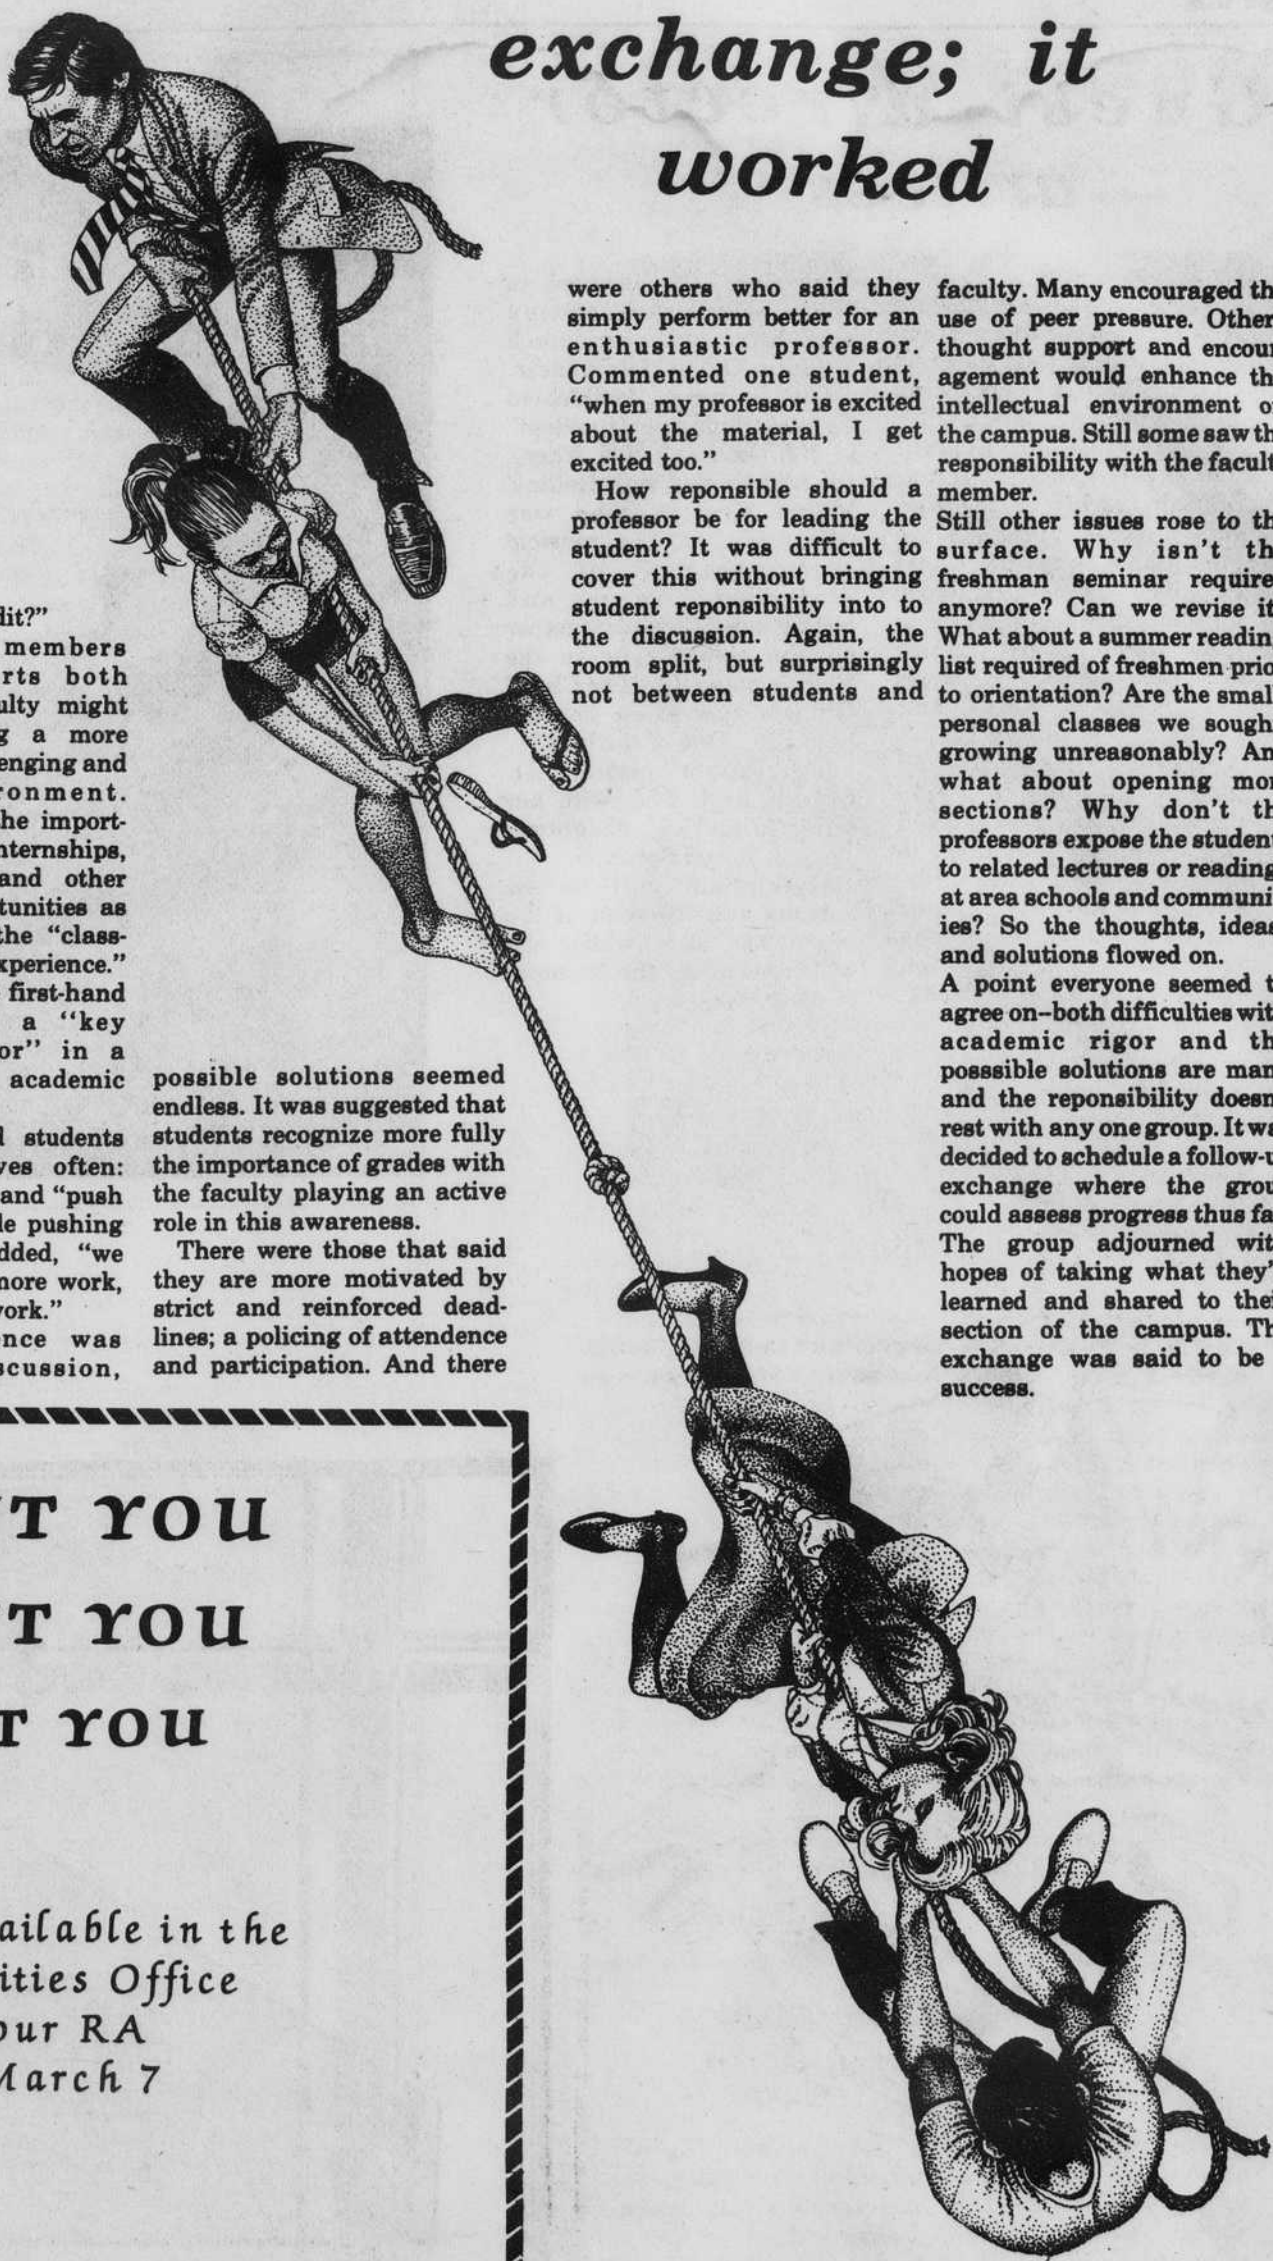 exchange; it
worked
dit?"
members
rts both
ulty might
g a more
enging and
ronment.
he import-
nternships,
and other
tunities as
the "class-
xperience."
first-hand
a "key
or" in a
academic
l students
ves often:
and "push
le pushing
dded, "we
more work,
work."
nce was
scussion,
possible solutions seemed
endless. It was suggested that
students recognize more fully
the importance of grades with
the faculty playing an active
role in this awareness.
There were those that said
they are more motivated by
strict and reinforced dead-
lines; a policing of attendence
and participation. And there
were others who said they
simply perform better for an
enthusiastic professor.
Commented one student,
"when my professor is excited
about the material, I get
excited too."
How reponsible should a
professor be for leading the
student? It was difficult to
cover this without bringing
student reponsibility into to
the discussion. Again, the
room split, but surprisingly
not between students and
faculty. Many encouraged th
use of peer pressure. Other
thought support and encour
agement would enhance th
intellectual environment o
the campus. Still some saw th
responsibility with the facult
member.
Still other issues rose to th
surface. Why isn't th
freshman seminar require
anymore? Can we revise it
What about a summer readin
list required of freshmen prio
to orientation? Are the smal
personal classes we sough
growing unreasonably? An
what about opening mor
sections? Why don't th
professors expose the studen
to related lectures or reading
at area schools and communi
ies? So the thoughts, ideas
and solutions flowed on.
A point everyone seemed t
agree on--both difficulties wit
academic rigor and th
posssible solutions are man
and the reponsibility doesn
rest with any one group. It wa
decided to schedule a follow-u
exchange where the grou
could assess progress thus fa
The group adjourned wit
hopes of taking what they'
learned and shared to thei
section of the campus. Th
exchange was said to be
success.
T YOU
T YOU
T YOU
ailable in the
ities Office
our RA
March 7